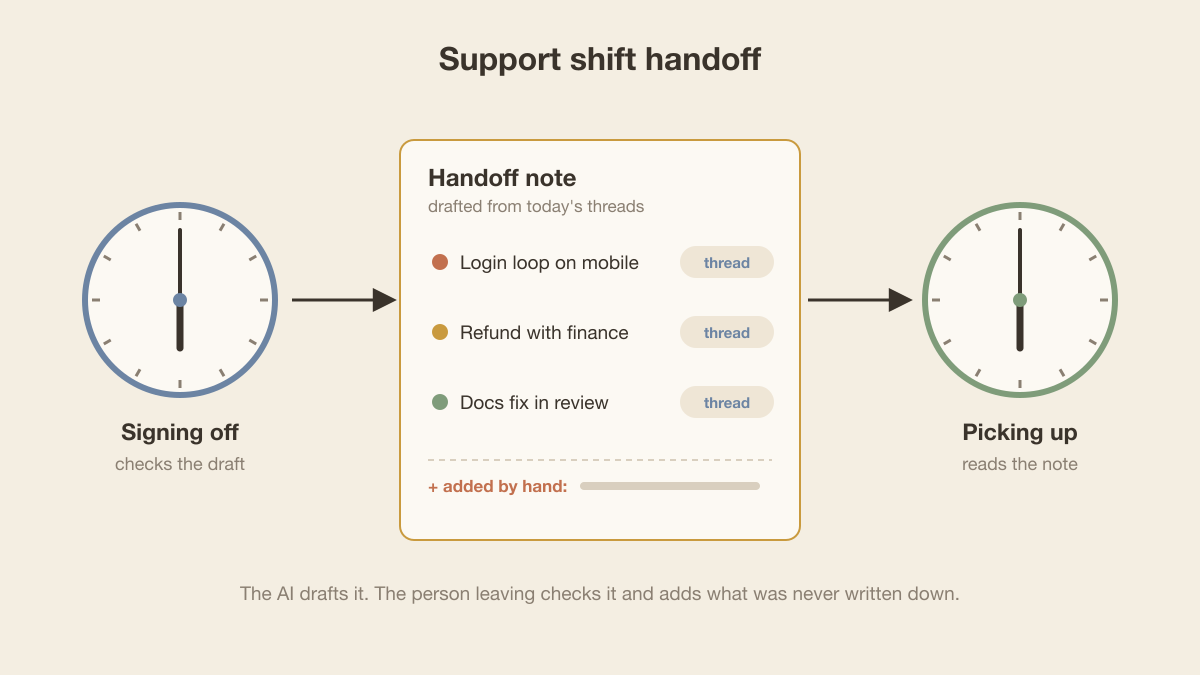 Support shift handoff
Handoff note
drafted from today's threads
Login loop on mobile
thread
Refund with finance
thread
Docs fix in review
thread
+ added by hand:
Signing off
checks the draft
Picking up
reads the note
The AI drafts it. The person leaving checks it and adds what was never written down.